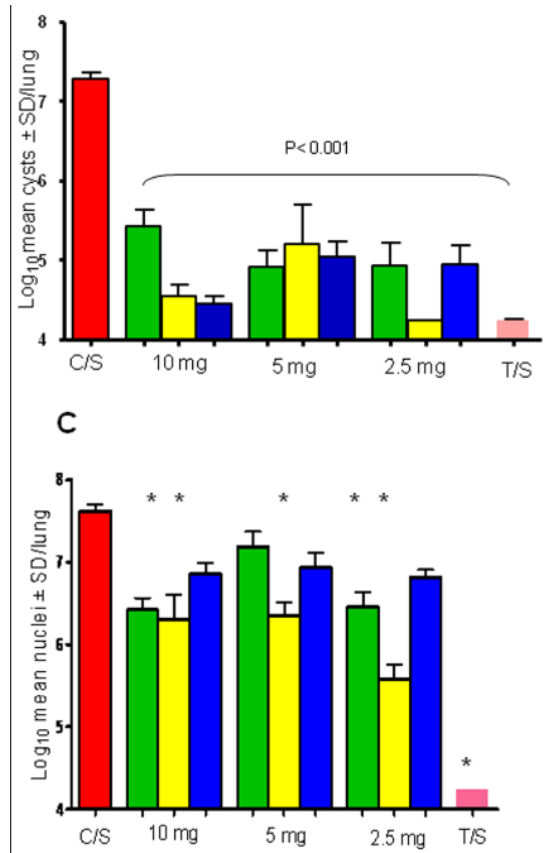 Log10 mean cysts ± SD/lung
8
7
6
5
4
P< 0.001
C/S 10 mg 5 mg 2.5 mg T/S
C
Log10 mean nuclei ± SD/lung
8
7
6
5
4
* * * * * *
C/S 10 mg 5 mg 2.5 mg T/S